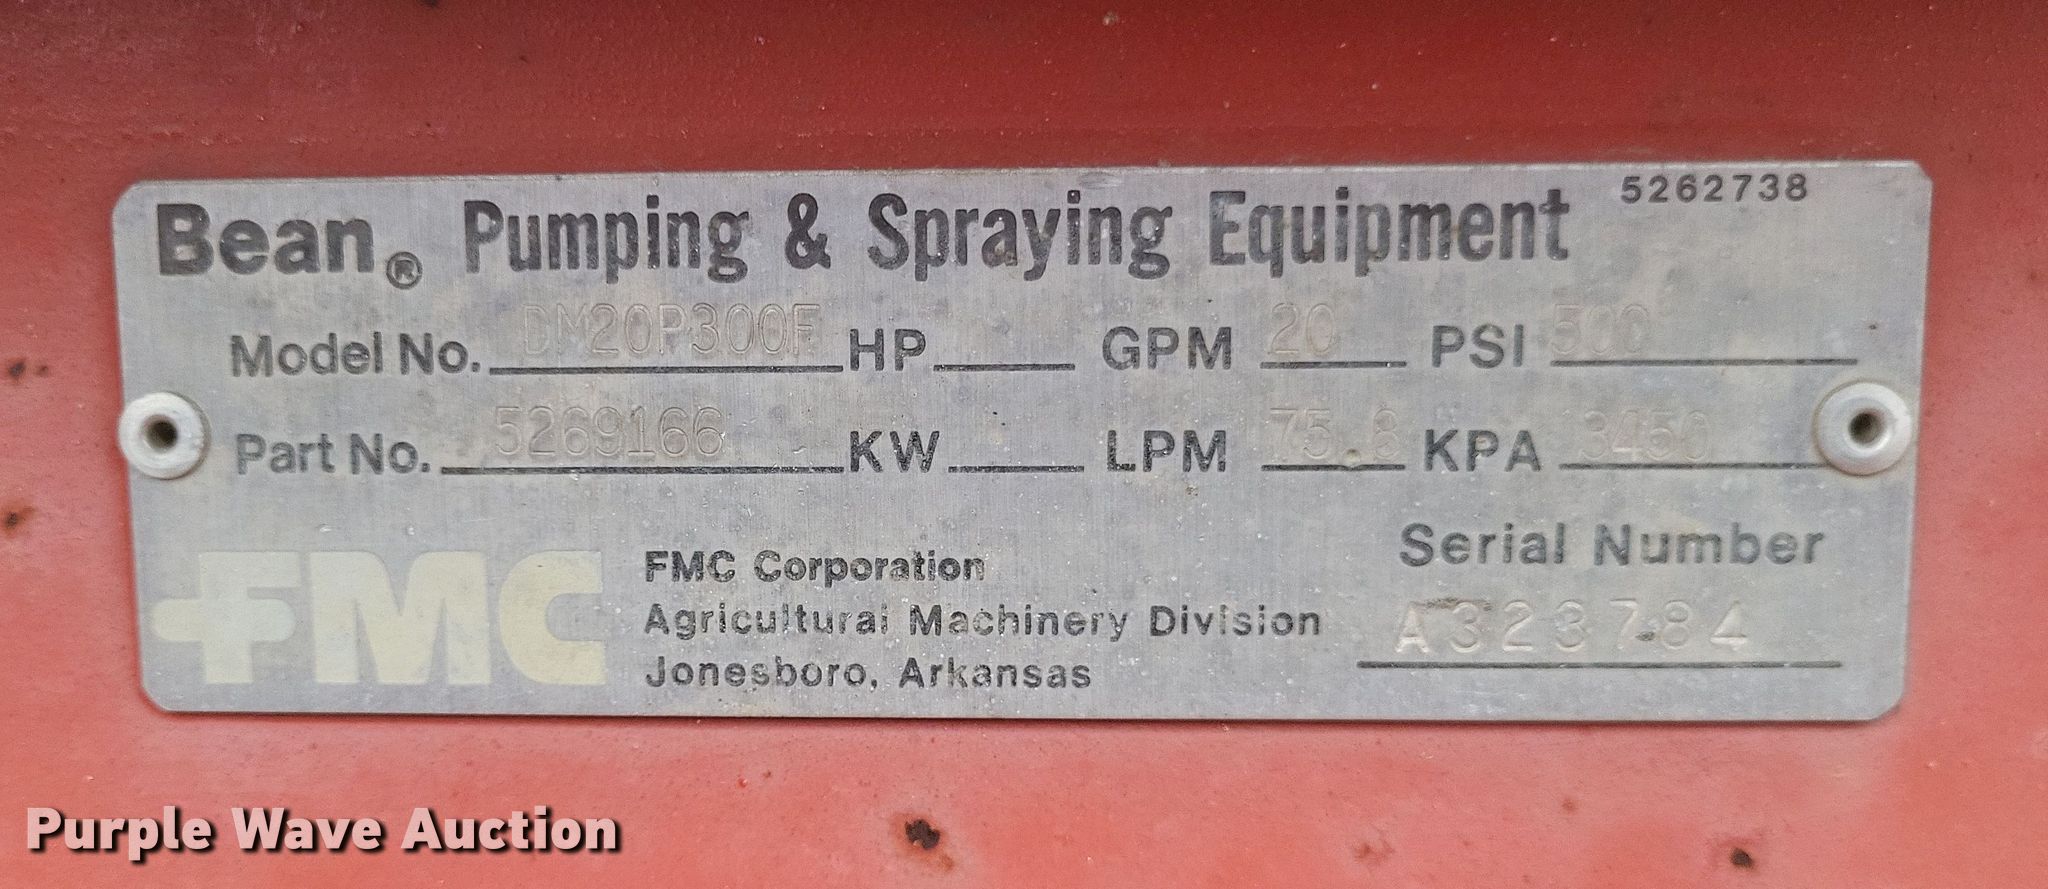 Bean® Pumping & Spraying Equipment 5262738
Model No. DM20P300F HP GPM 20 PSI 500
Part No. 5269166 KW LPM 75.8 KPA 3450
FMC
FMC Corporation
Agricultural Machinery Division
Jonesboro, Arkansas
Serial Number
A323784
Purple Wave Auction